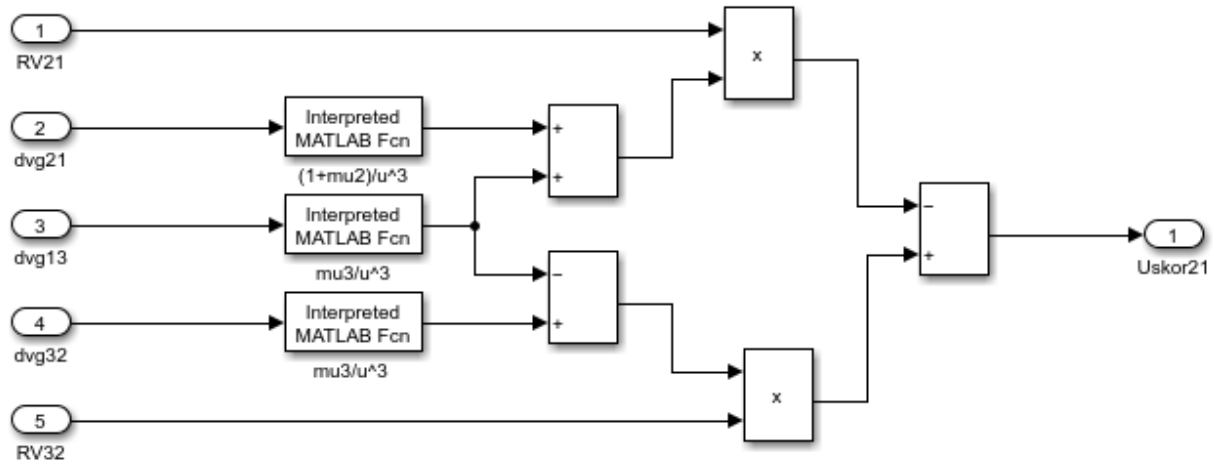 1
RV21
x
2
dvg21
Interpreted
MATLAB Fcn
(1+mu2)/u^3
+
+
3
dvg13
Interpreted
MATLAB Fcn
mu3/u^3
−
+
4
dvg32
Interpreted
MATLAB Fcn
mu3/u^3
x
5
RV32
−
+
1
Uskor21